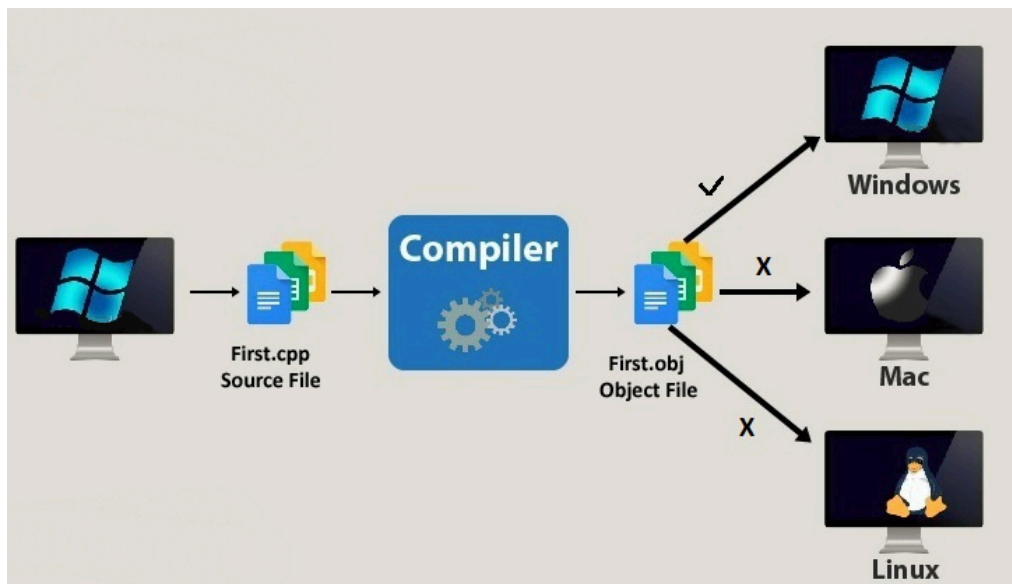 Windows
Compiler
First.cpp
Source File
First.obj
Object File
X
Mac
X
Linux